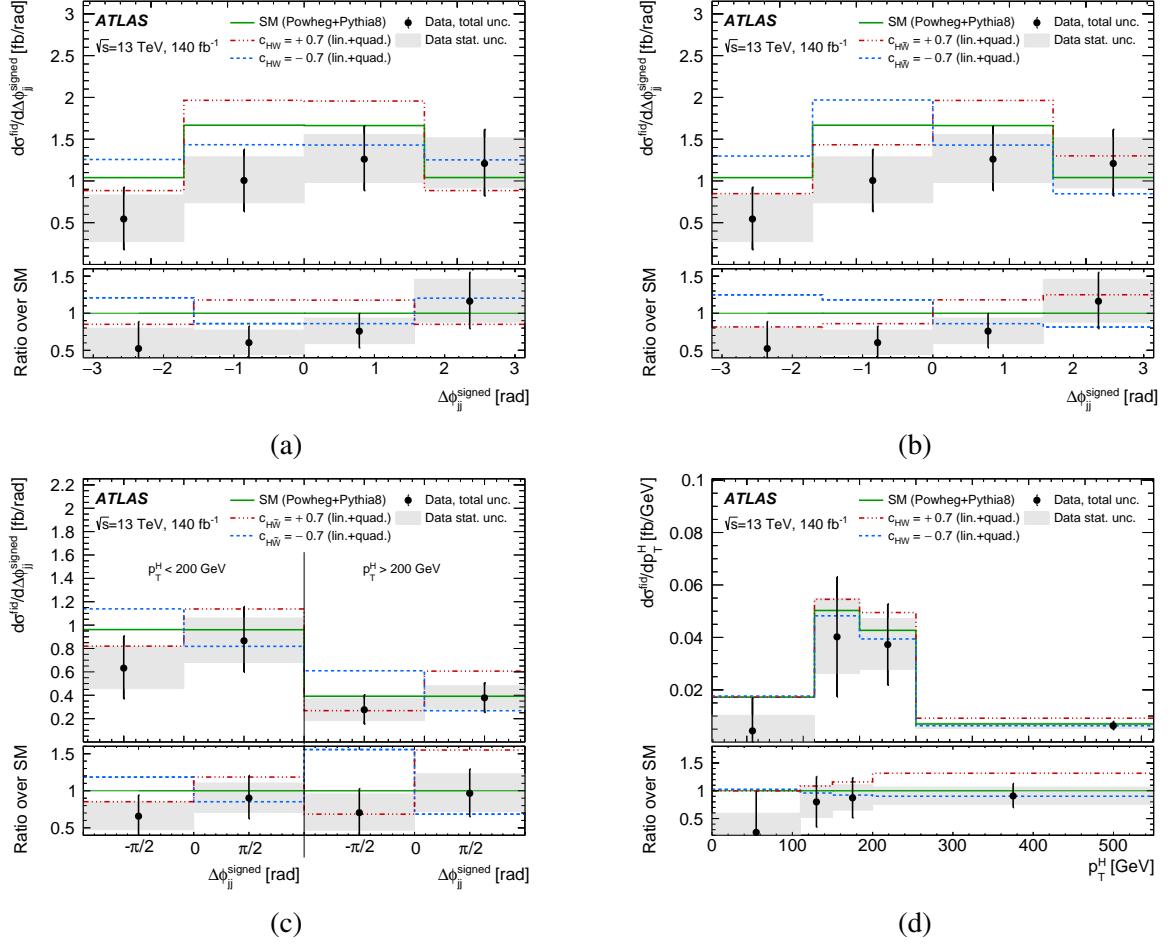 dσ^fid/dΔϕ_jj^signed [fb/rad]
ATLAS
√s=13 TeV, 140 fb⁻¹
SM (Powheg+Pythia8)
c_HW = + 0.7 (lin.+quad.)
c_HW = − 0.7 (lin.+quad.)
Data, total unc.
Data stat. unc.
3
2.5
2
1.5
1
0.5
Ratio over SM
1.5
1
0.5
−3 −2 −1 0 1 2 3
Δϕ_jj^signed [rad]
(a)
dσ^fid/dΔϕ_jj^signed [fb/rad]
ATLAS
√s=13 TeV, 140 fb⁻¹
SM (Powheg+Pythia8)
c_HW̃ = + 0.7 (lin.+quad.)
c_HW̃ = − 0.7 (lin.+quad.)
Data, total unc.
Data stat. unc.
3
2.5
2
1.5
1
0.5
Ratio over SM
1.5
1
0.5
−3 −2 −1 0 1 2 3
Δϕ_jj^signed [rad]
(b)
dσ^fid/dΔϕ_jj^signed [fb/rad]
ATLAS
√s=13 TeV, 140 fb⁻¹
SM (Powheg+Pythia8)
c_HW̃ = + 0.7 (lin.+quad.)
c_HW̃ = − 0.7 (lin.+quad.)
Data, total unc.
Data stat. unc.
p_T^H < 200 GeV
p_T^H > 200 GeV
2.2
2
1.8
1.6
1.4
1.2
1
0.8
0.6
0.4
0.2
Ratio over SM
1.5
1
0.5
-π/2 0 π/2 -π/2 0 π/2
Δϕ_jj^signed [rad] Δϕ_jj^signed [rad]
(c)
dσ^fid/dp_T^H [fb/GeV]
ATLAS
√s=13 TeV, 140 fb⁻¹
SM (Powheg+Pythia8)
c_HW = + 0.7 (lin.+quad.)
c_HW = − 0.7 (lin.+quad.)
Data, total unc.
Data stat. unc.
0.1
0.08
0.06
0.04
0.02
Ratio over SM
1.5
1
0.5
0 100 200 300 400 500
p_T^H [GeV]
(d)